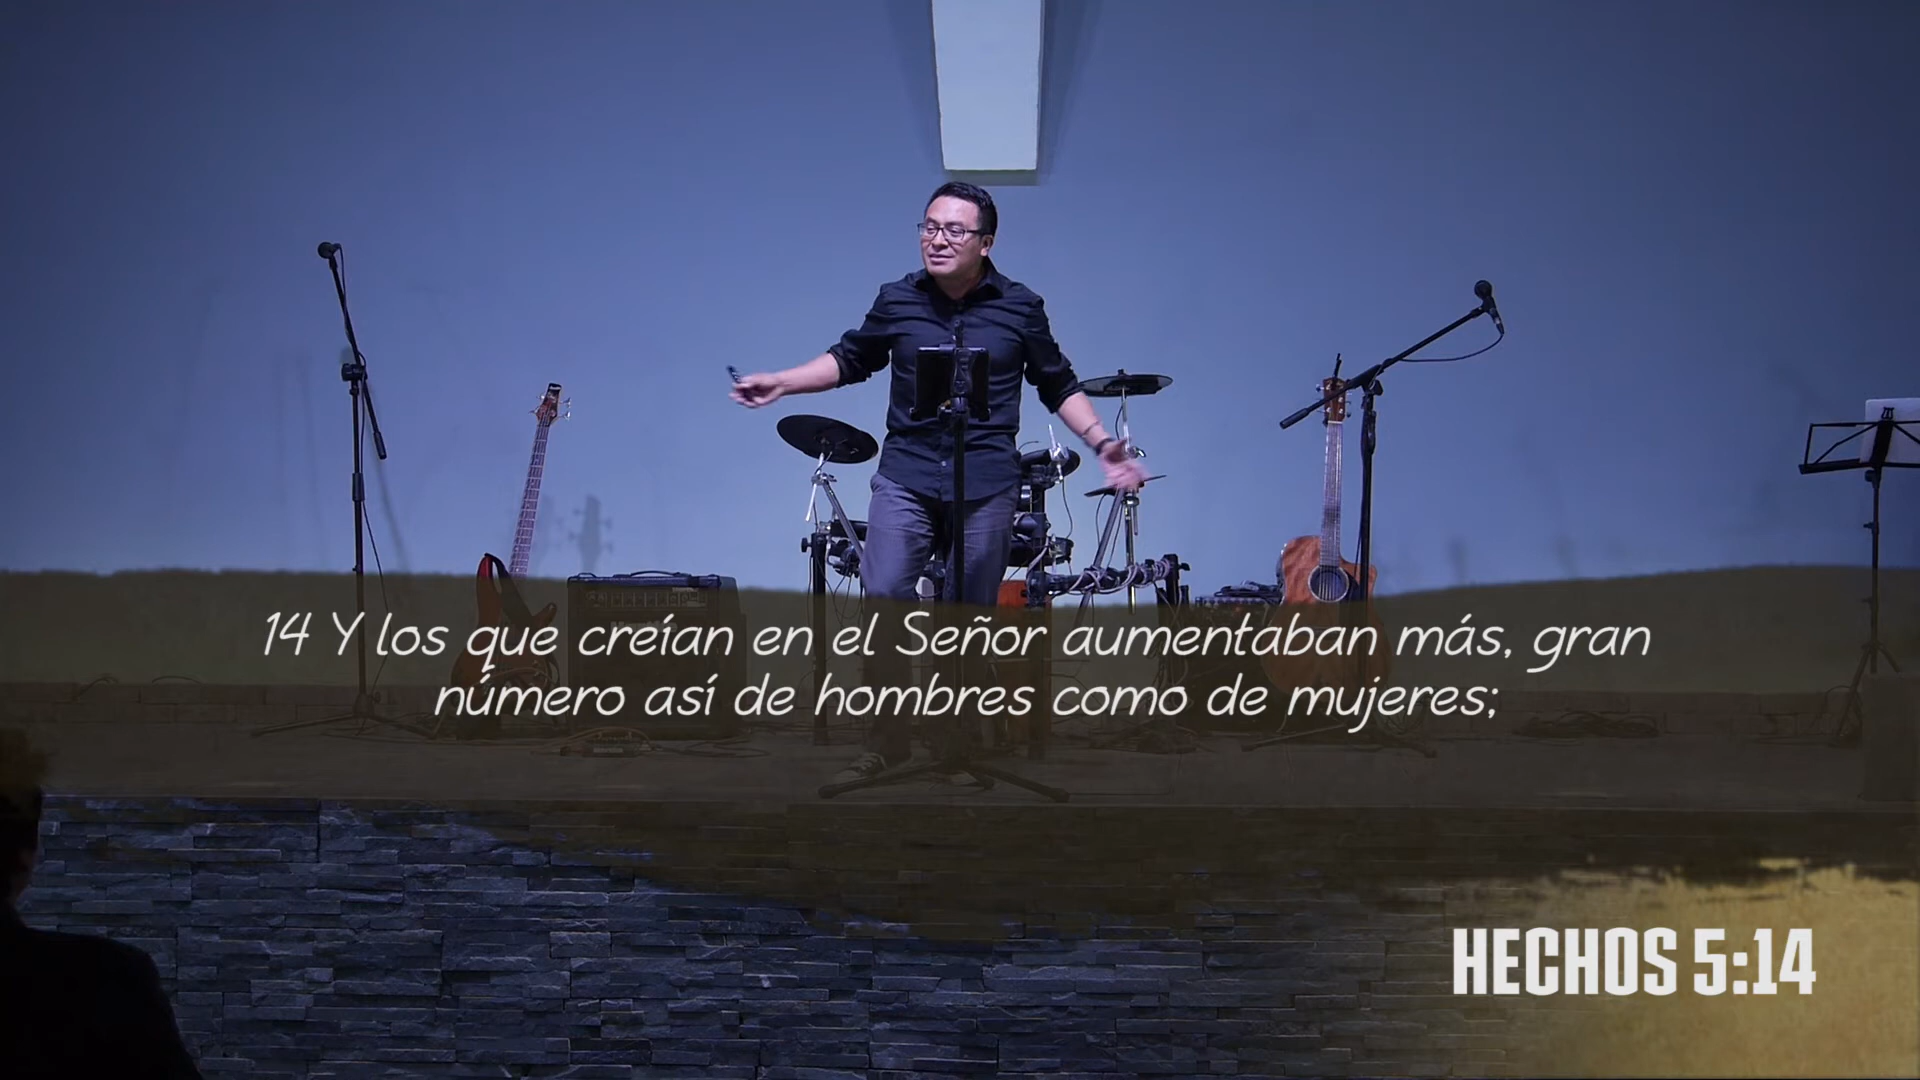 14 Y los que creían en el Señor aumentaban más, gran
número así de hombres como de mujeres;
HECHOS 5:14